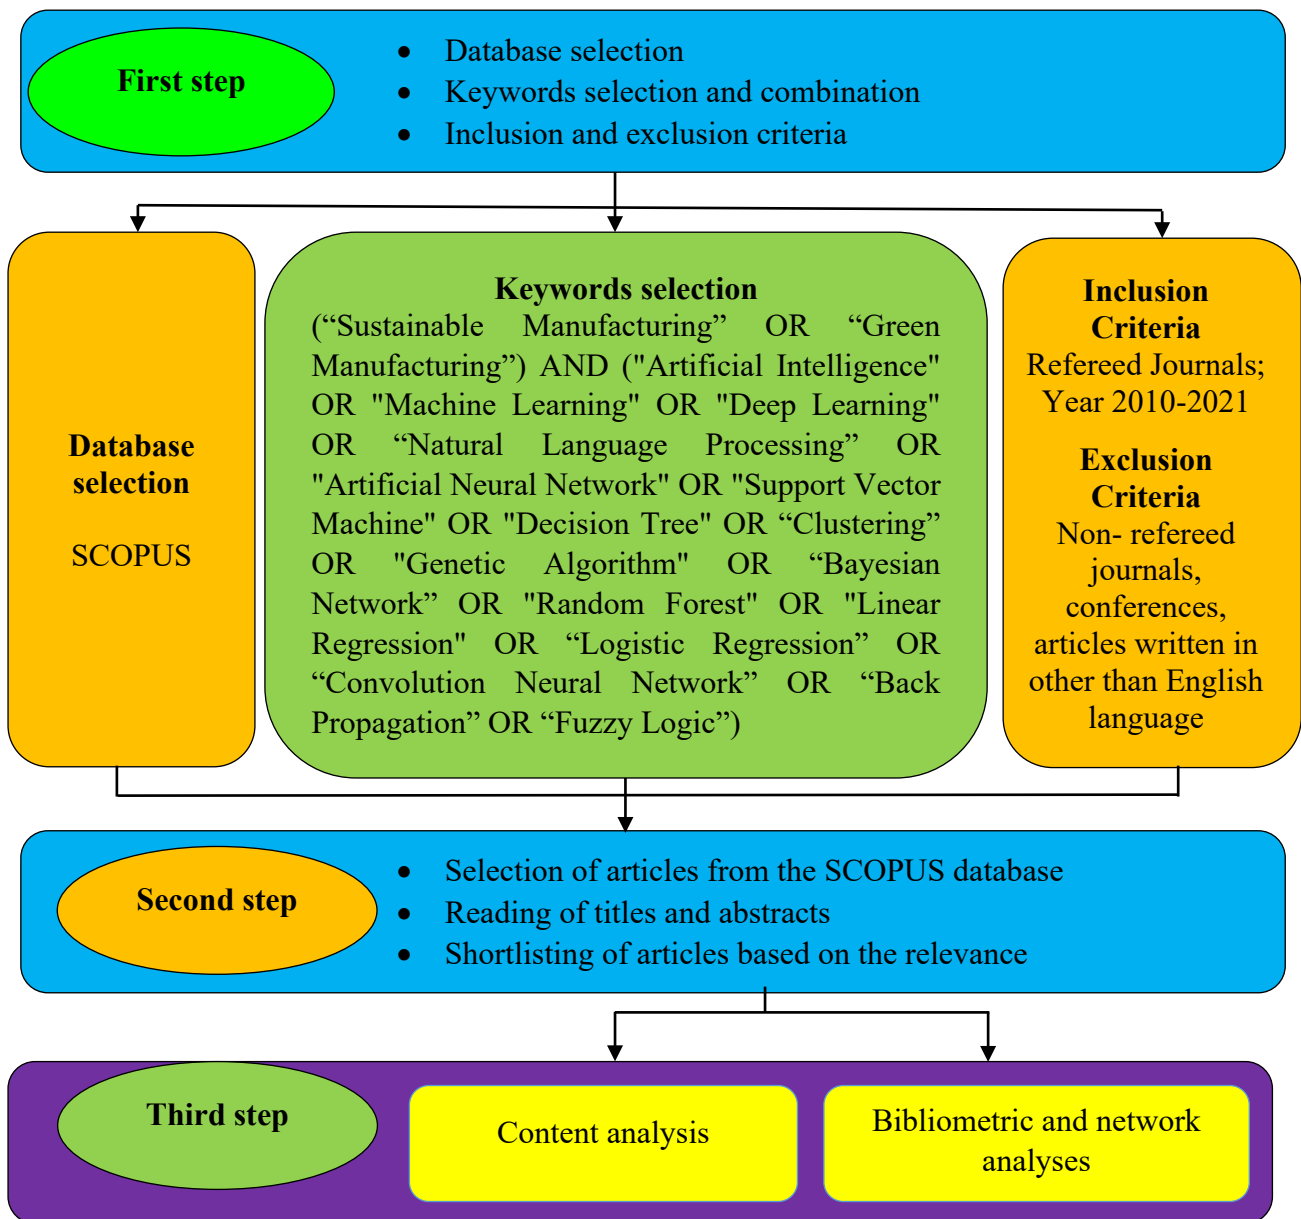 First step
• Database selection
• Keywords selection and combination
• Inclusion and exclusion criteria
Database
selection
SCOPUS
Keywords selection
(“Sustainable Manufacturing” OR “Green
Manufacturing”) AND ("Artificial Intelligence"
OR "Machine Learning" OR "Deep Learning"
OR “Natural Language Processing” OR
"Artificial Neural Network" OR "Support Vector
Machine" OR "Decision Tree" OR “Clustering”
OR "Genetic Algorithm" OR “Bayesian
Network” OR "Random Forest" OR "Linear
Regression" OR “Logistic Regression” OR
“Convolution Neural Network” OR “Back
Propagation” OR “Fuzzy Logic”)
Inclusion
Criteria
Refereed Journals;
Year 2010-2021
Exclusion
Criteria
Non- refereed
journals,
conferences,
articles written in
other than English
language
Second step
• Selection of articles from the SCOPUS database
• Reading of titles and abstracts
• Shortlisting of articles based on the relevance
Third step
Content analysis
Bibliometric and network
analyses